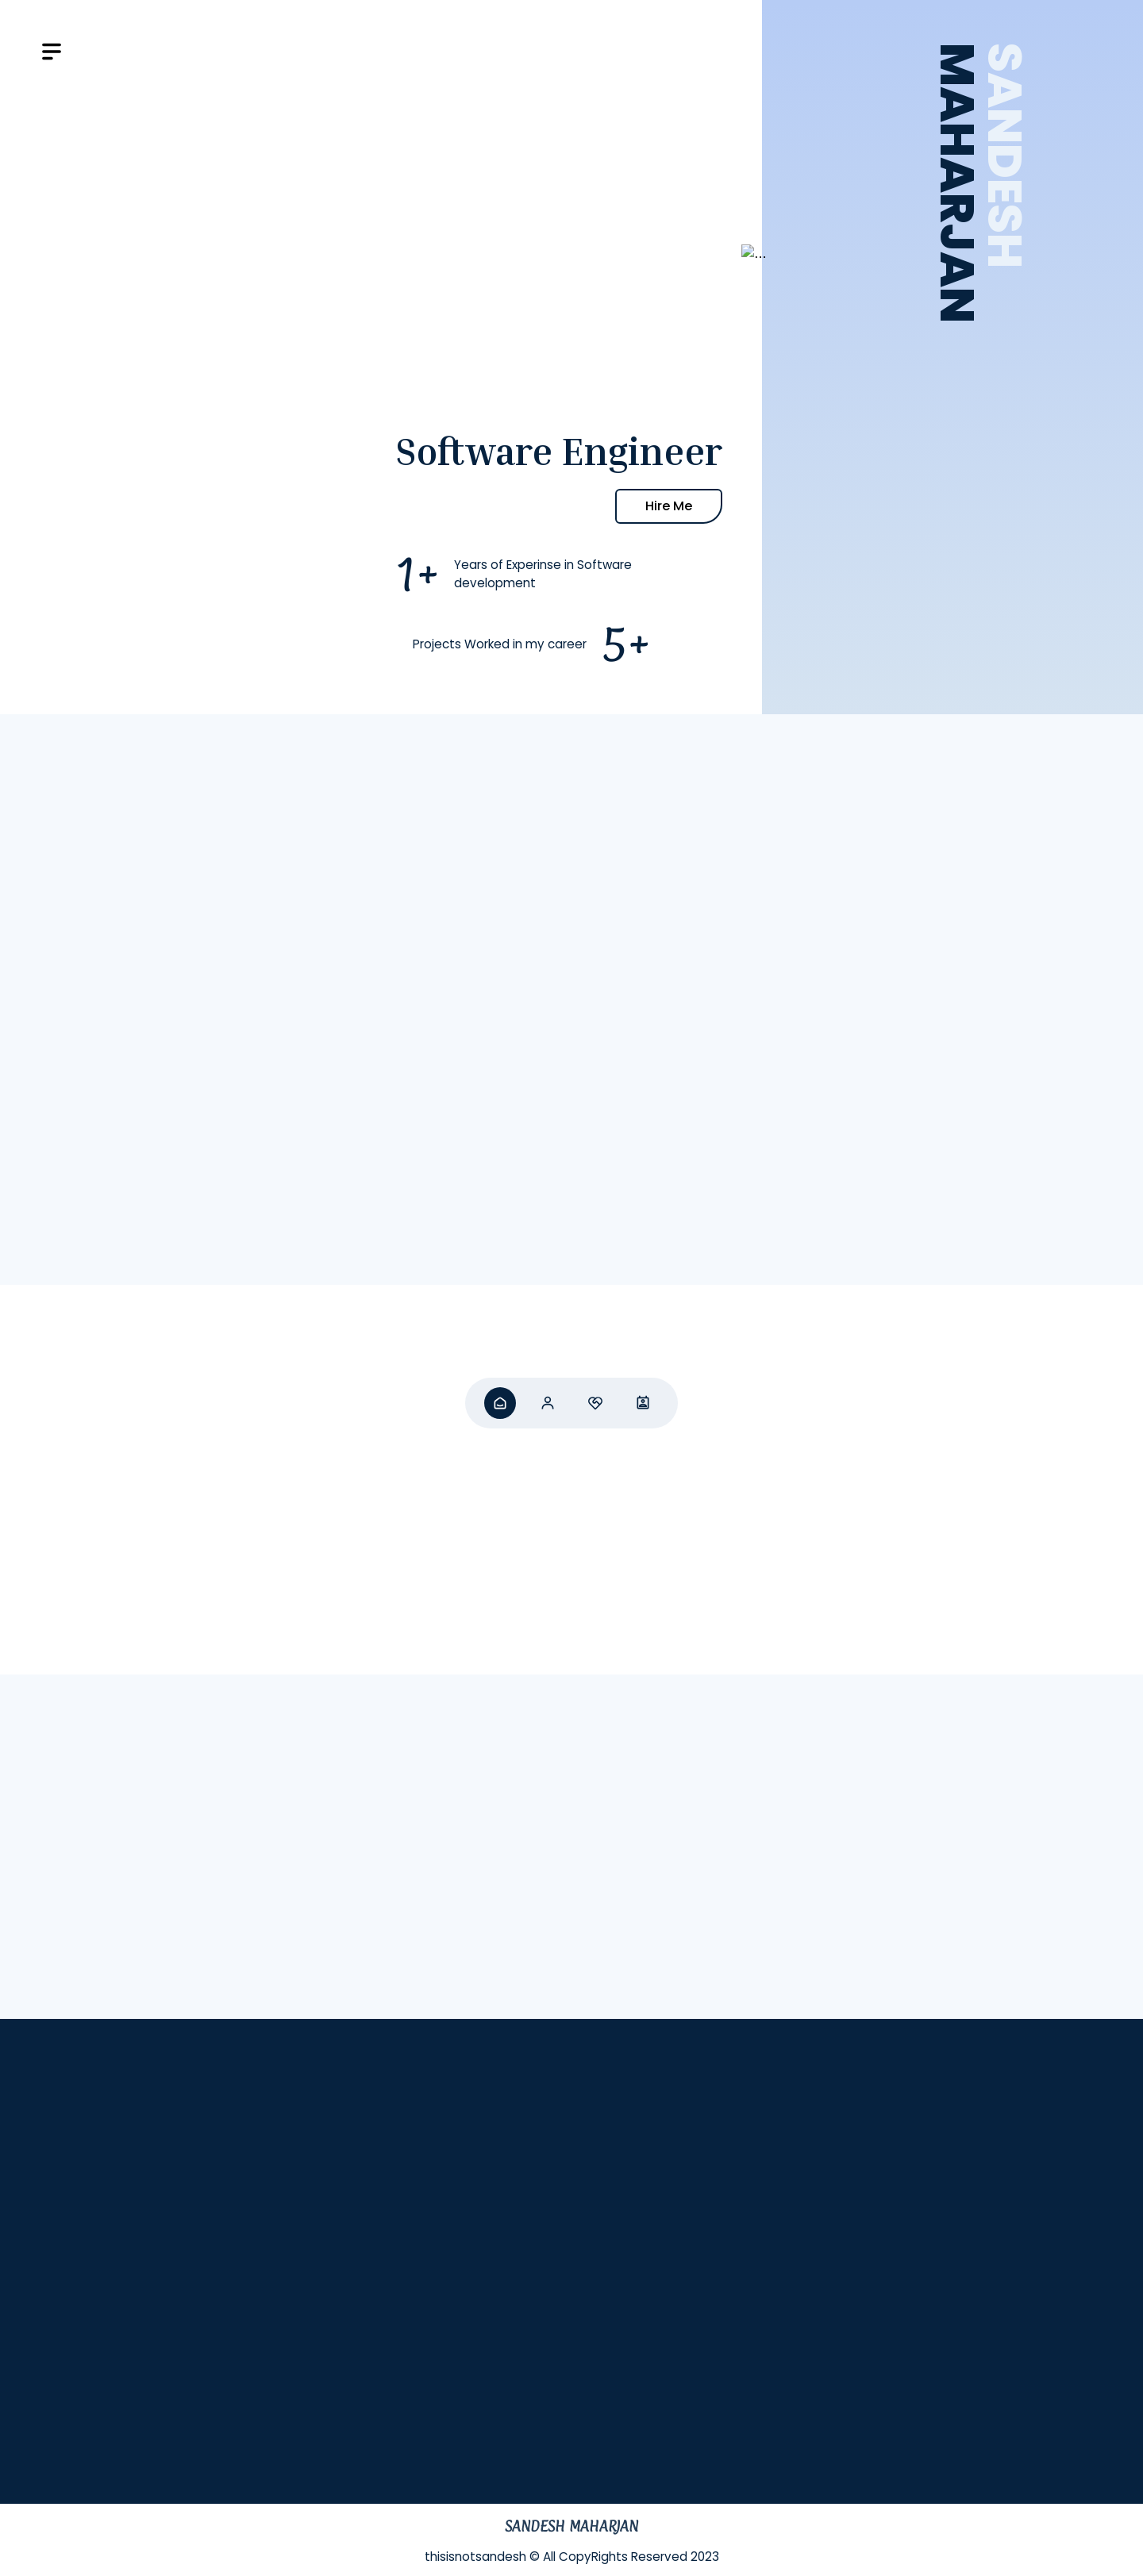 SANDESH
MAHARJAN
...
Software Engineer
Hire Me
1+
Years of Experinse in Software
development
Projects Worked in my career
5+
SANDESH MAHARJAN
thisisnotsandesh © All CopyRights Reserved 2023